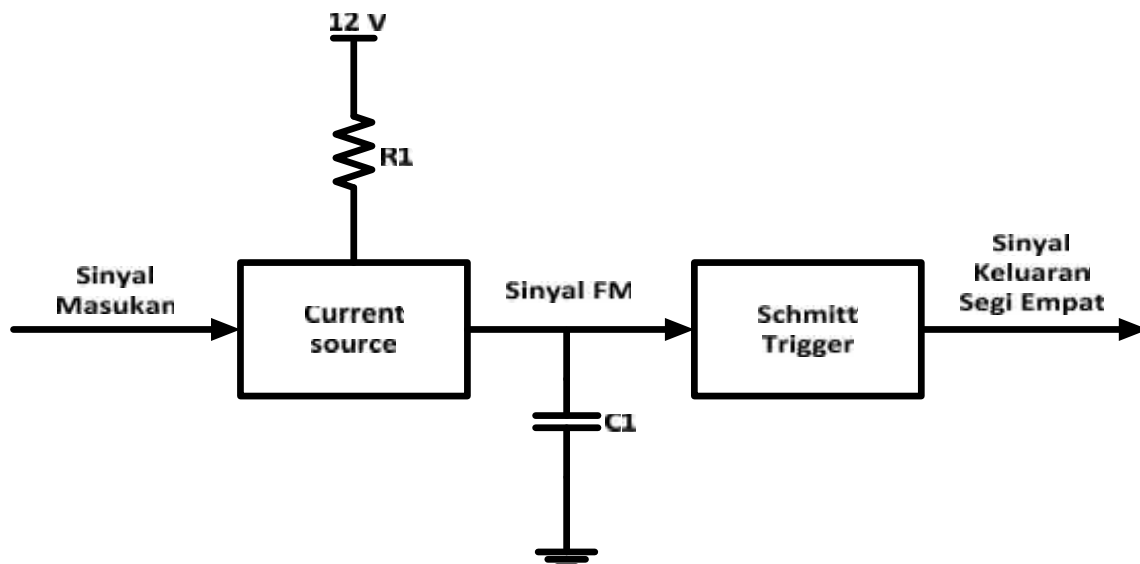 12 V
R1
Sinyal
Masukan
Current
source
Sinyal FM
C1
Schmitt
Trigger
Sinyal
Keluaran
Segi Empat